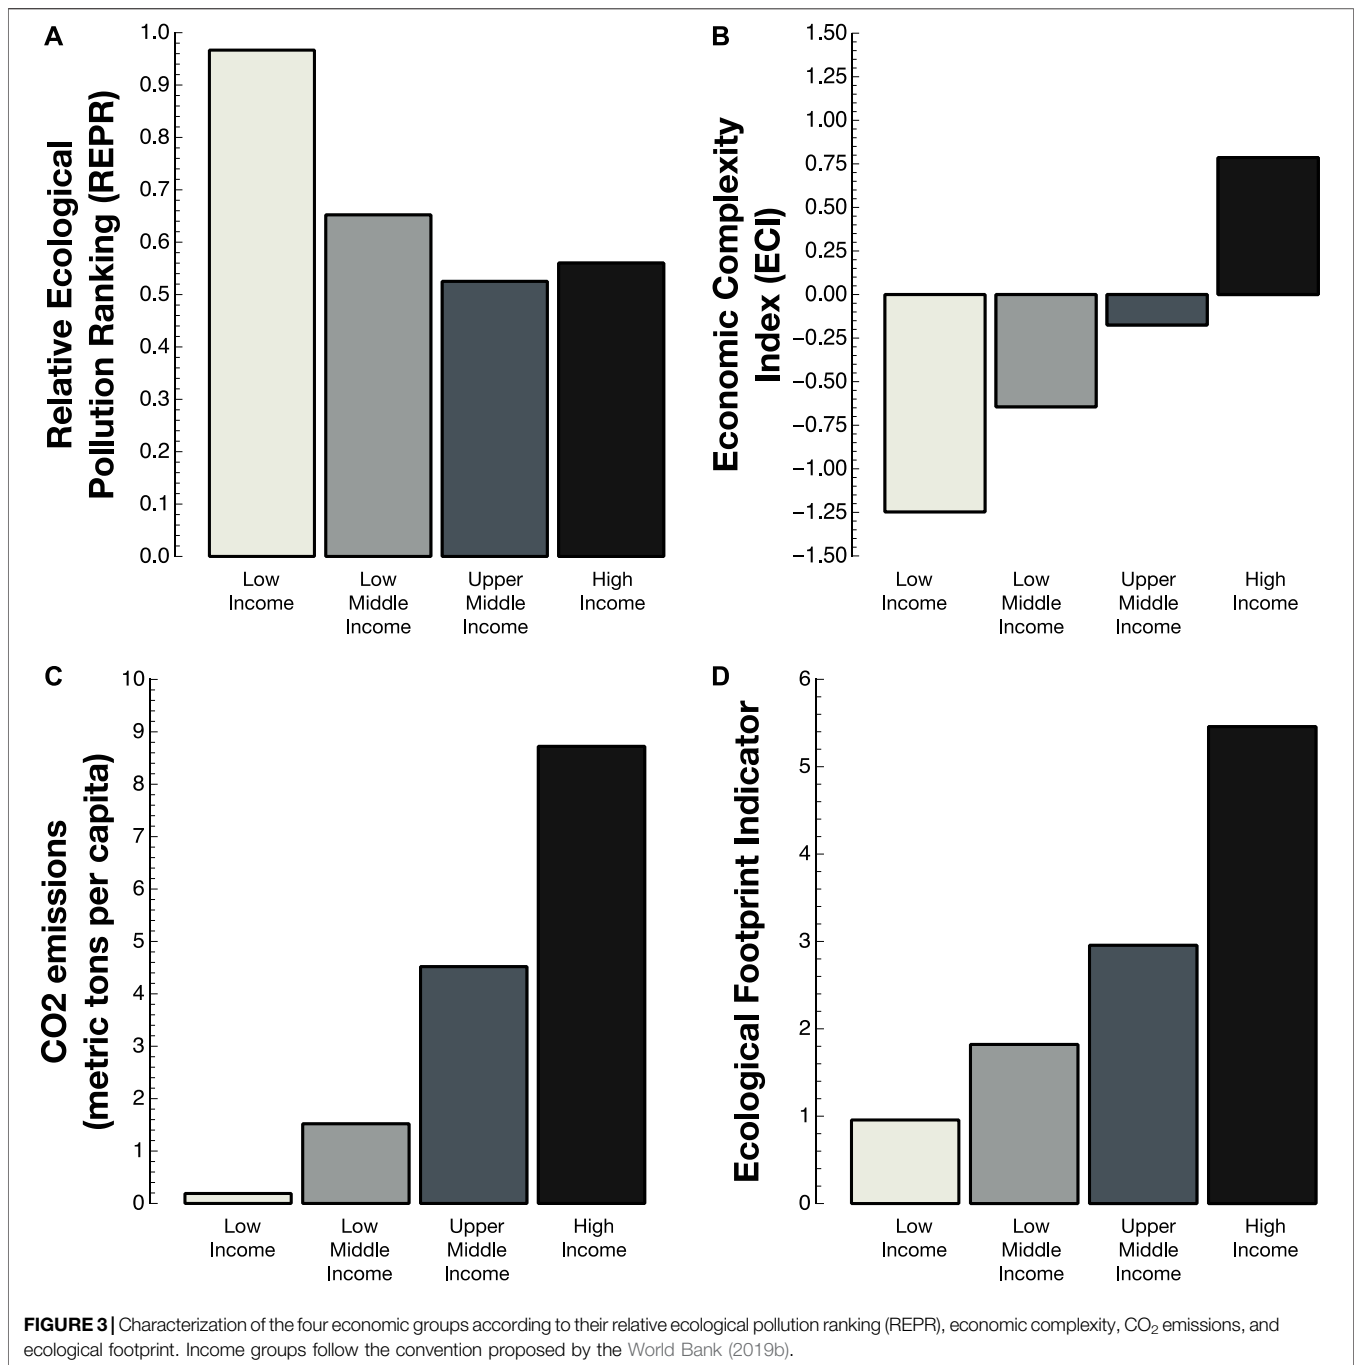 A
Relative Ecological
Pollution Ranking (REPR)
1.0
0.9
0.8
0.7
0.6
0.5
0.4
0.3
0.2
0.1
0.0
Low
Income
Low
Middle
Income
Upper
Middle
Income
High
Income
B
Economic Complexity
Index (ECI)
1.50
1.25
1.00
0.75
0.50
0.25
0.00
−0.25
−0.50
−0.75
−1.00
−1.25
−1.50
Low
Income
Low
Middle
Income
Upper
Middle
Income
High
Income
C
CO2 emissions
(metric tons per capita)
10
9
8
7
6
5
4
3
2
1
0
Low
Income
Low
Middle
Income
Upper
Middle
Income
High
Income
D
Ecological Footprint Indicator
6
5
4
3
2
1
0
Low
Income
Low
Middle
Income
Upper
Middle
Income
High
Income
FIGURE 3 | Characterization of the four economic groups according to their relative ecological pollution ranking (REPR), economic complexity, CO₂ emissions, and
ecological footprint. Income groups follow the convention proposed by the World Bank (2019b).